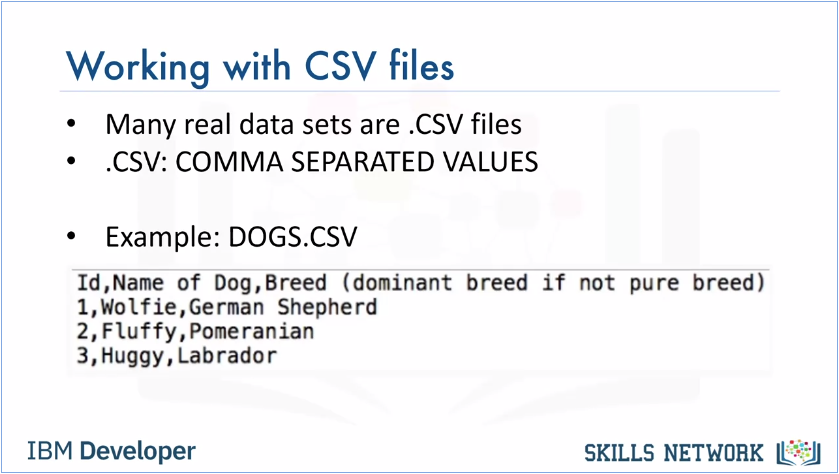 Working with CSV files
• Many real data sets are .CSV files
• .CSV: COMMA SEPARATED VALUES
• Example: DOGS.CSV
Id,Name of Dog,Breed (dominant breed if not pure breed)
1,Wolfie,German Shepherd
2,Fluffy,Pomeranian
3,Huggy,Labrador
IBM Developer
SKILLS NETWORK